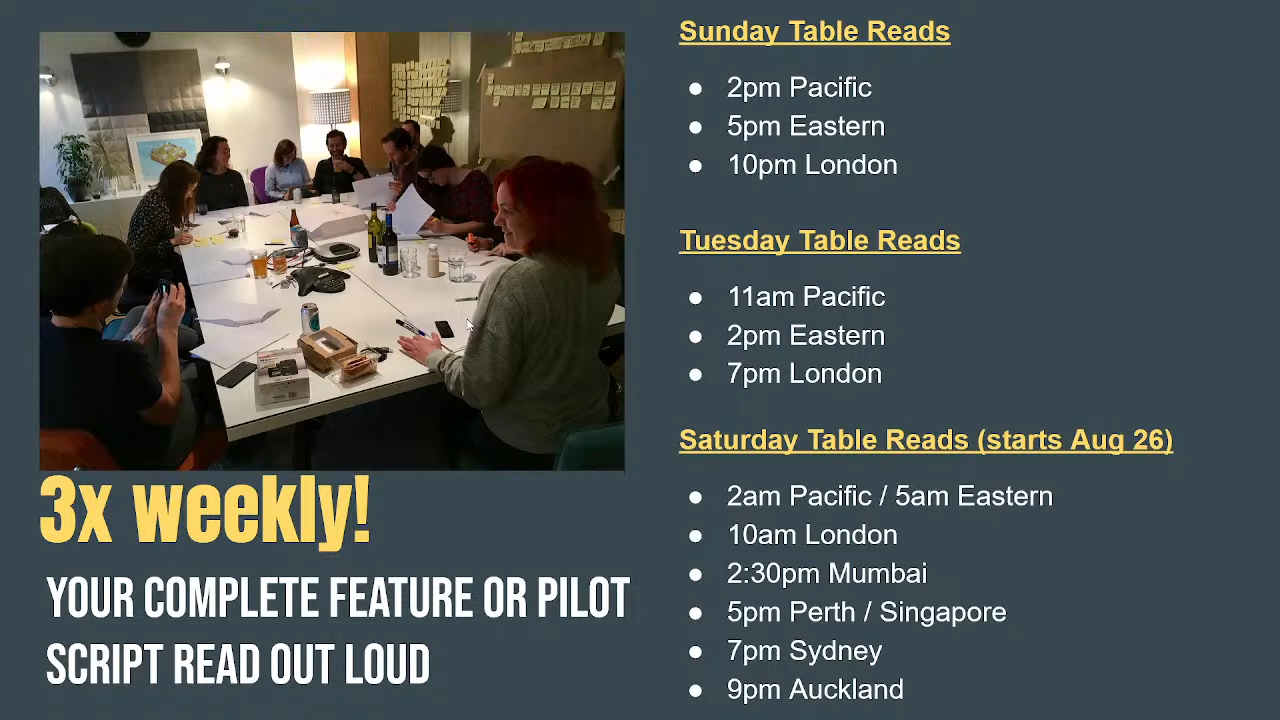 3x weekly!
YOUR COMPLETE FEATURE OR PILOT
SCRIPT READ OUT LOUD
Sunday Table Reads
● 2pm Pacific
● 5pm Eastern
● 10pm London
Tuesday Table Reads
● 11am Pacific
● 2pm Eastern
● 7pm London
Saturday Table Reads (starts Aug 26)
● 2am Pacific / 5am Eastern
● 10am London
● 2:30pm Mumbai
● 5pm Perth / Singapore
● 7pm Sydney
● 9pm Auckland